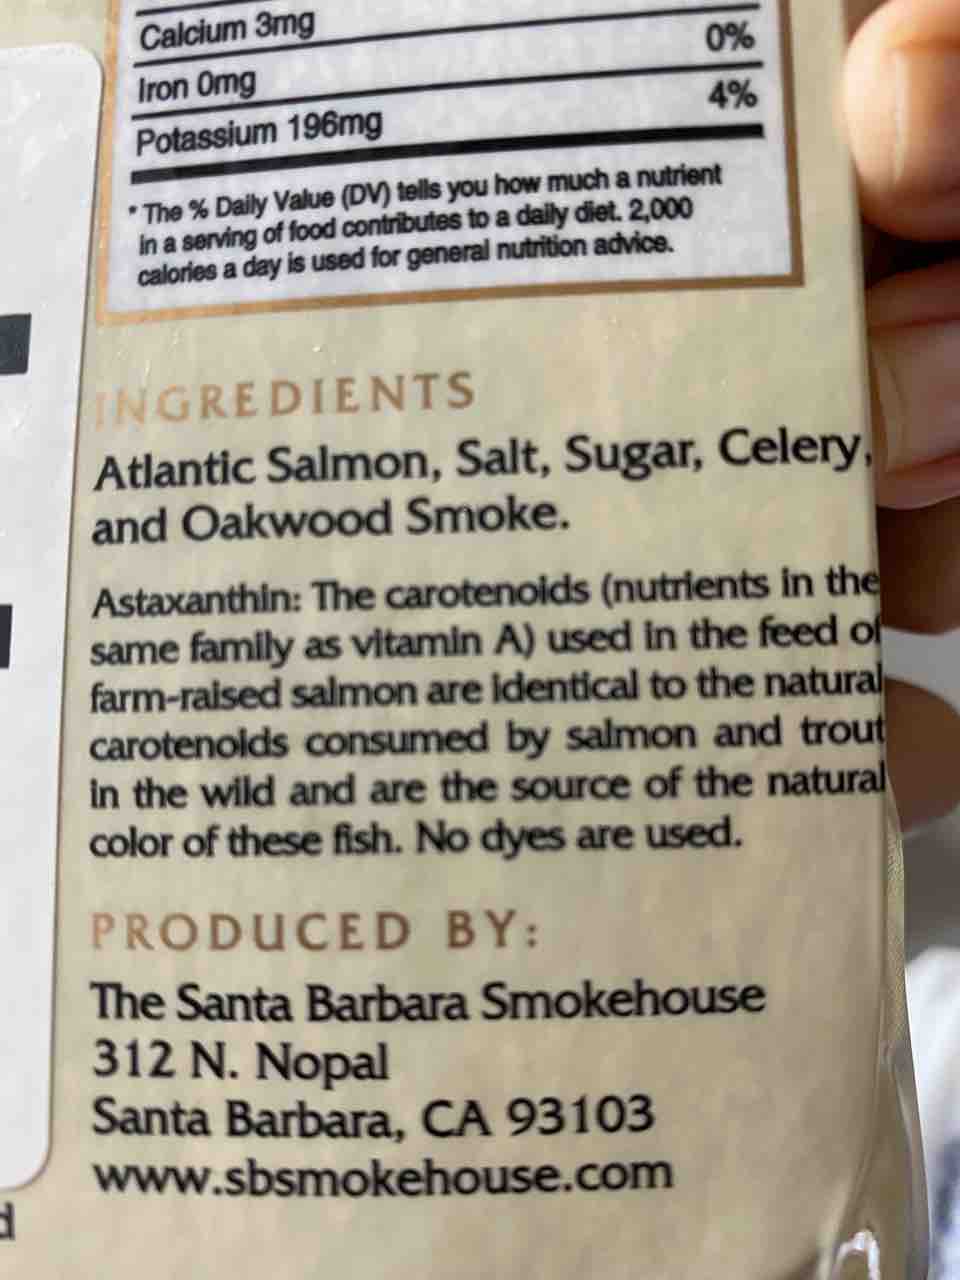 Calcium 3mg
0%
Iron 0mg
4%
Potassium 196mg
* The % Daily Value (DV) tells you how much a nutrient
in a serving of food contributes to a daily diet. 2,000
calories a day is used for general nutrition advice.
INGREDIENTS
Atlantic Salmon, Salt, Sugar, Celery,
and Oakwood Smoke.
Astaxanthin: The carotenoids (nutrients in the
same family as vitamin A) used in the feed of
farm-raised salmon are identical to the natural
carotenoids consumed by salmon and trout
in the wild and are the source of the natural
color of these fish. No dyes are used.
PRODUCED BY:
The Santa Barbara Smokehouse
312 N. Nopal
Santa Barbara, CA 93103
www.sbsmokehouse.com
d